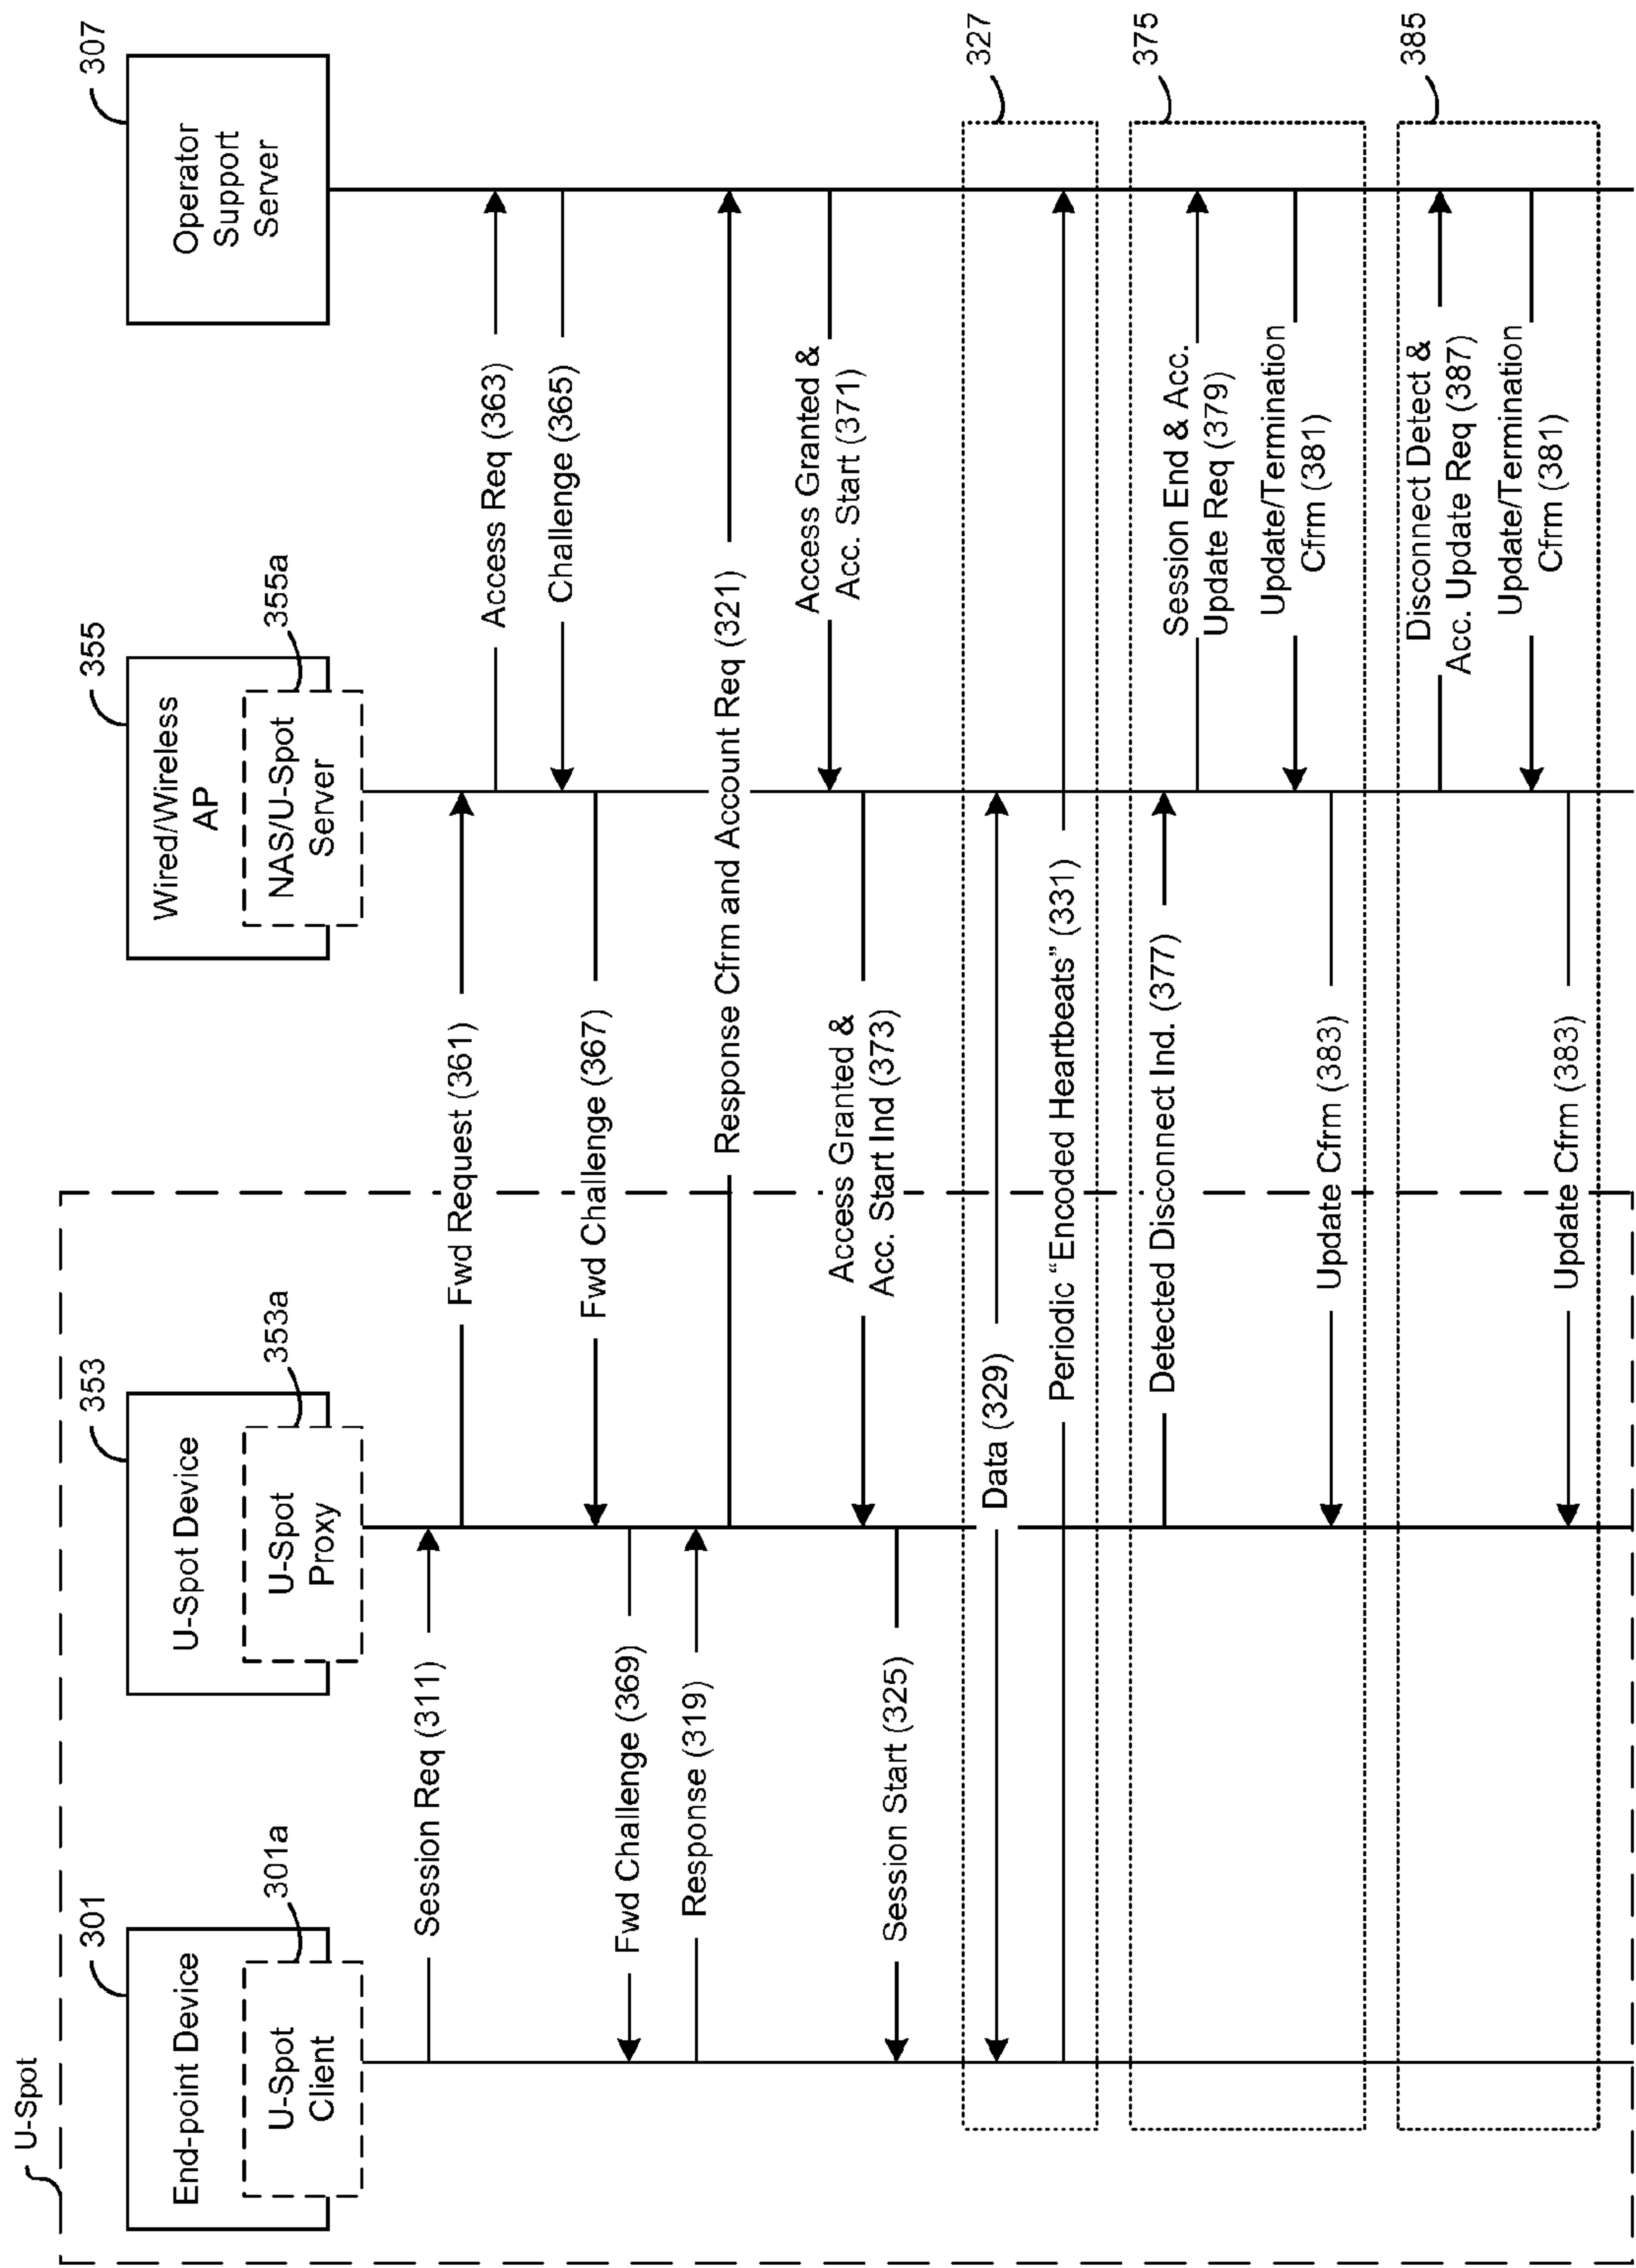 U-Spot
301
End-point Device
301a
U-Spot
Client
353
U-Spot Device
353a
U-Spot
Proxy
355
Wired/Wireless
AP
355a
NAS/U-Spot
Server
307
Operator
Support
Server
Session Req (311)
Fwd Request (361)
Access Req (363)
Challenge (365)
Fwd Challenge (367)
Fwd Challenge (369)
Response (319)
Response Cfrm and Account Req (321)
Access Granted &
Acc. Start (371)
Access Granted &
Acc. Start Ind (373)
Session Start (325)
327
Data (329)
Periodic “Encoded Heartbeats” (331)
375
Detected Disconnect Ind. (377)
Session End & Acc.
Update Req (379)
Update/Termination
Cfrm (381)
Update Cfrm (383)
385
Disconnect Detect &
Acc. Update Req (387)
Update/Termination
Cfrm (381)
Update Cfrm (383)